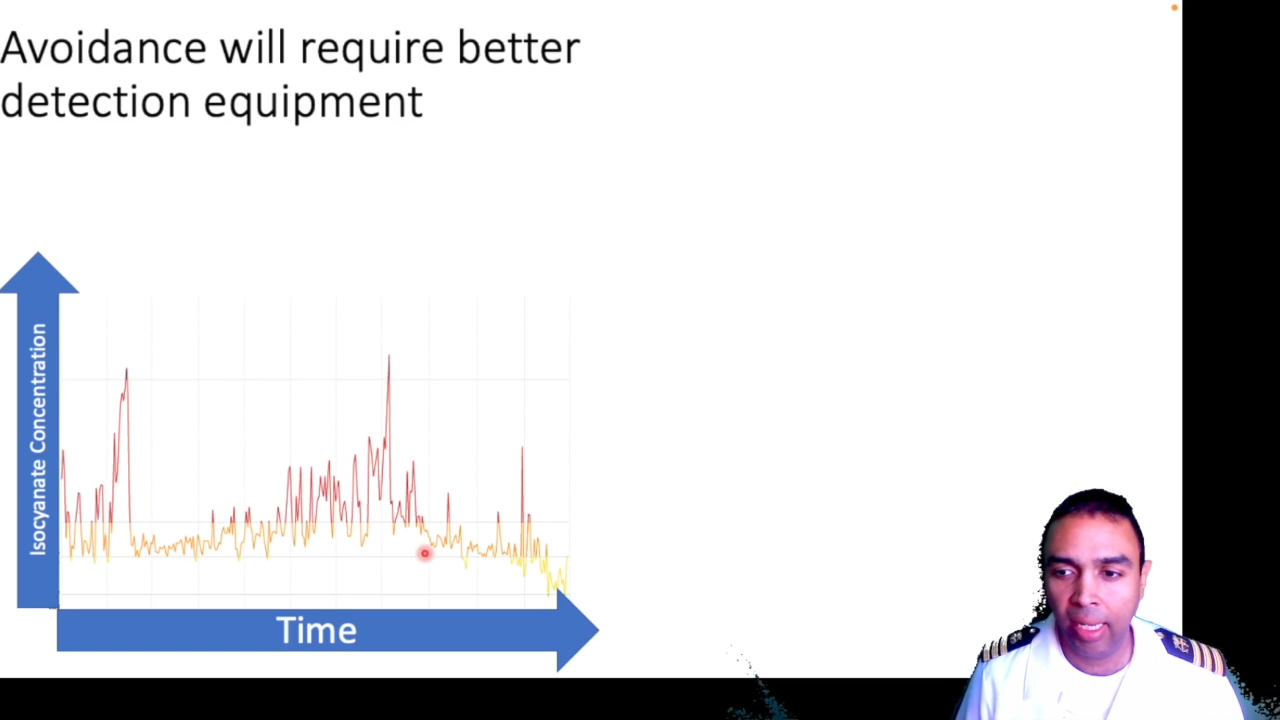 Avoidance will require better
detection equipment
Isocyanate Concentration
Time